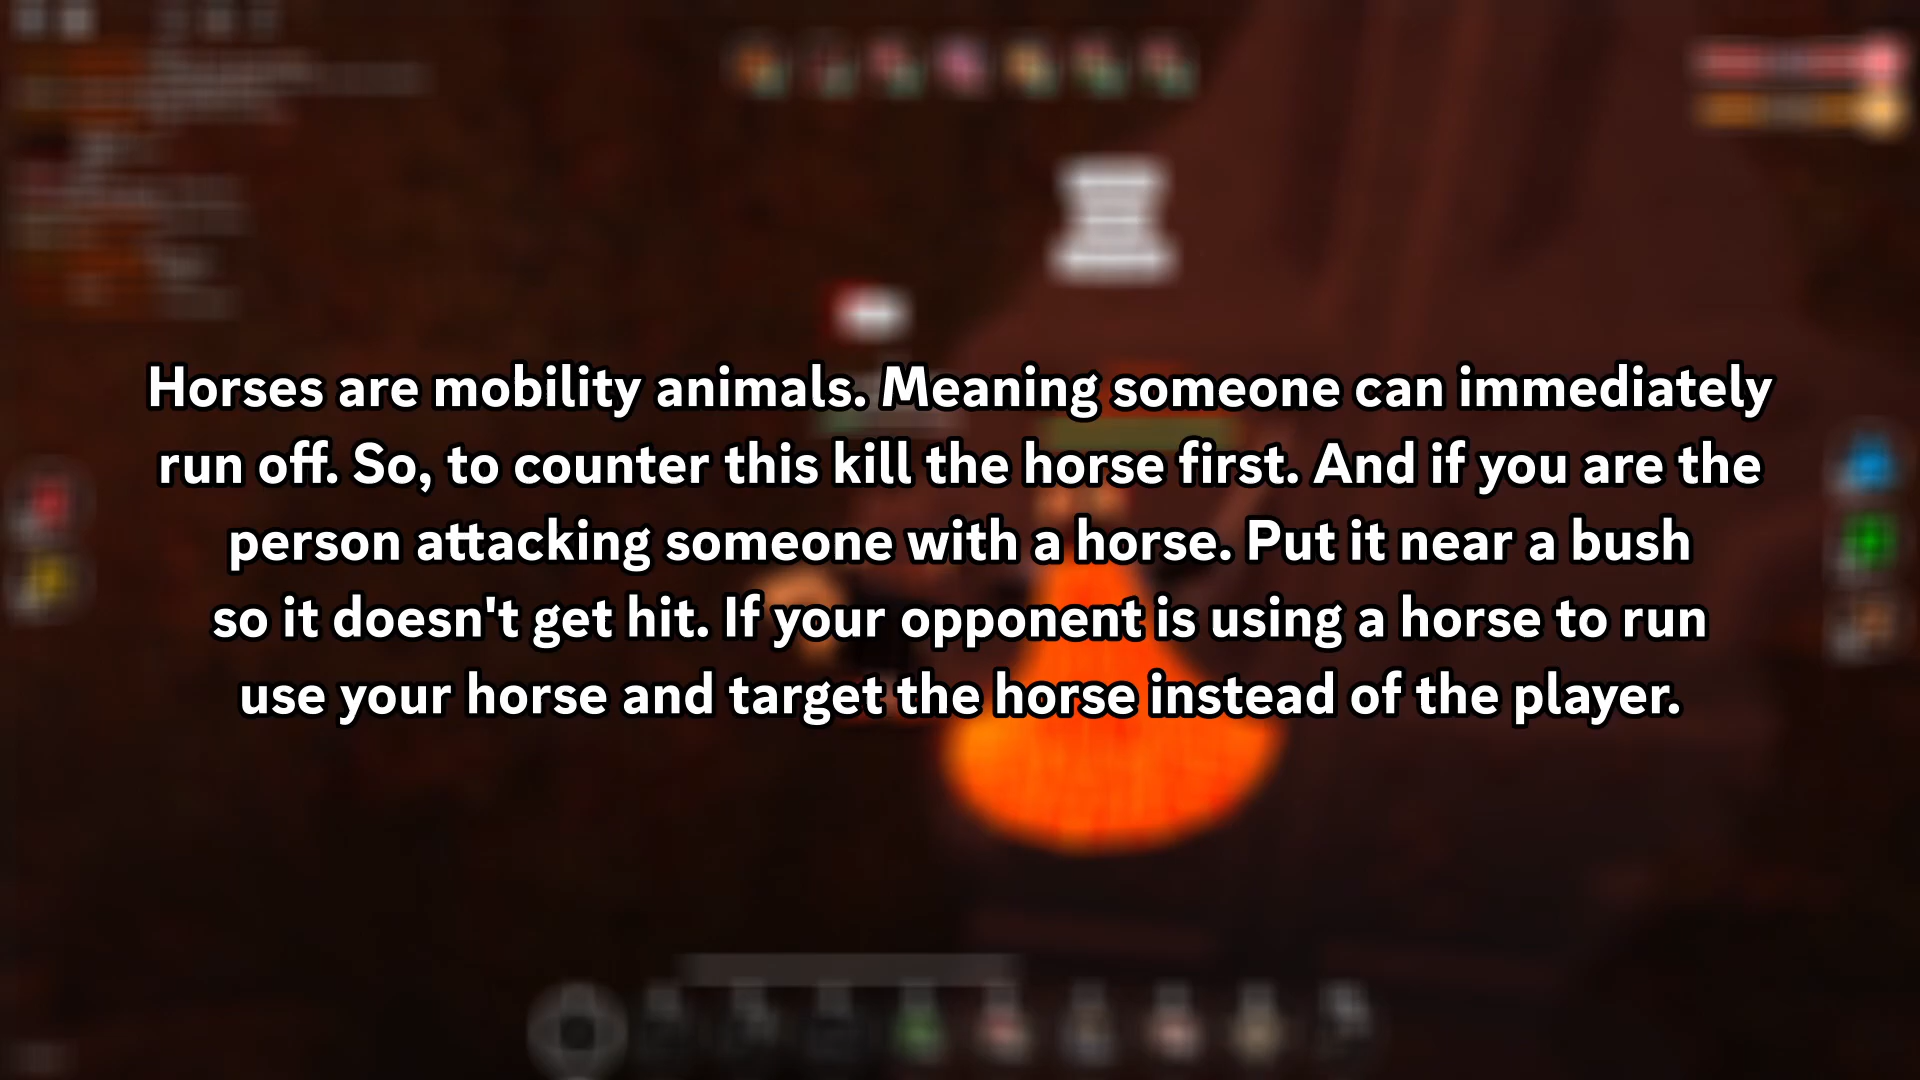 Horses are mobility animals. Meaning someone can immediately
run off. So, to counter this kill the horse first. And if you are the
person attacking someone with a horse. Put it near a bush
so it doesn't get hit. If your opponent is using a horse to run
use your horse and target the horse instead of the player.